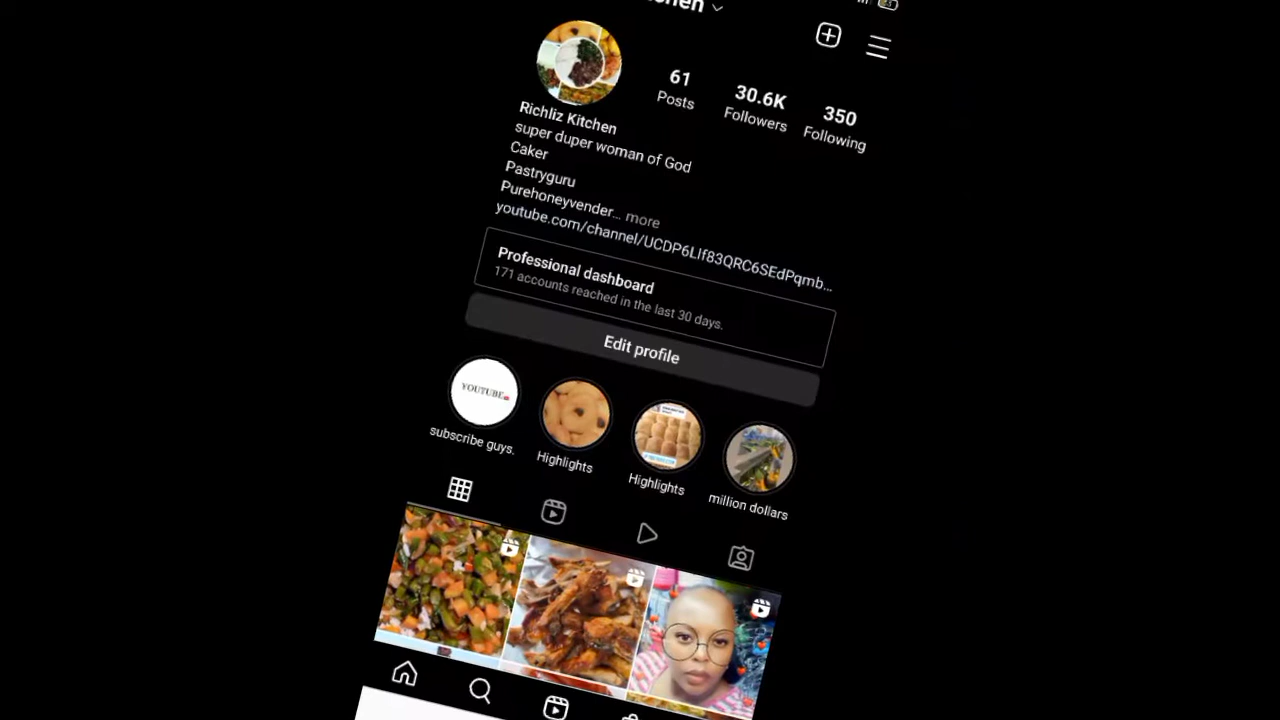 61
Posts
30.6K
Followers
350
Following
Richliz Kitchen
super duper woman of God
Caker
Pastryguru
Purehoneyvender... more
youtube.com/channel/UCDP6LIf83QRC6SEdPqmb...
Professional dashboard
171 accounts reached in the last 30 days.
Edit profile
YOUTUBE
subscribe guys.
Highlights
Highlights
million dollars